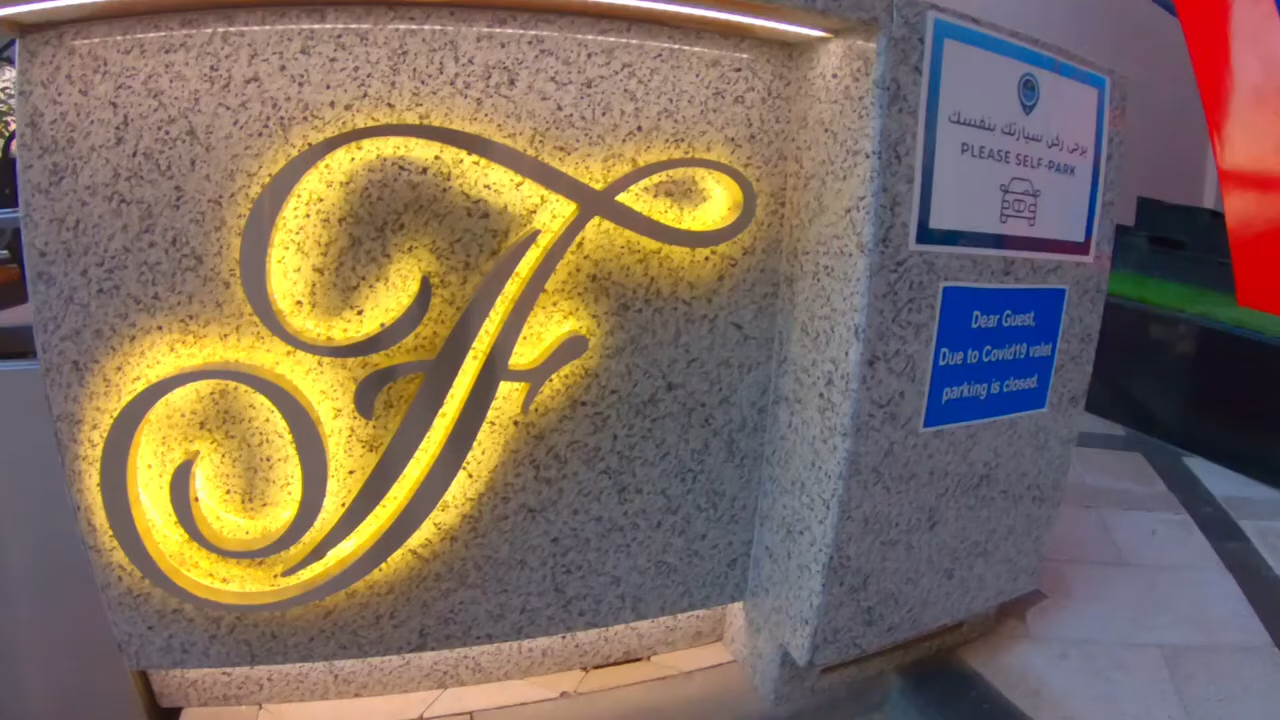 F
يرجى ركن سيارتك بنفسك
PLEASE SELF-PARK
Dear Guest,
Due to Covid19 valet
parking is closed.